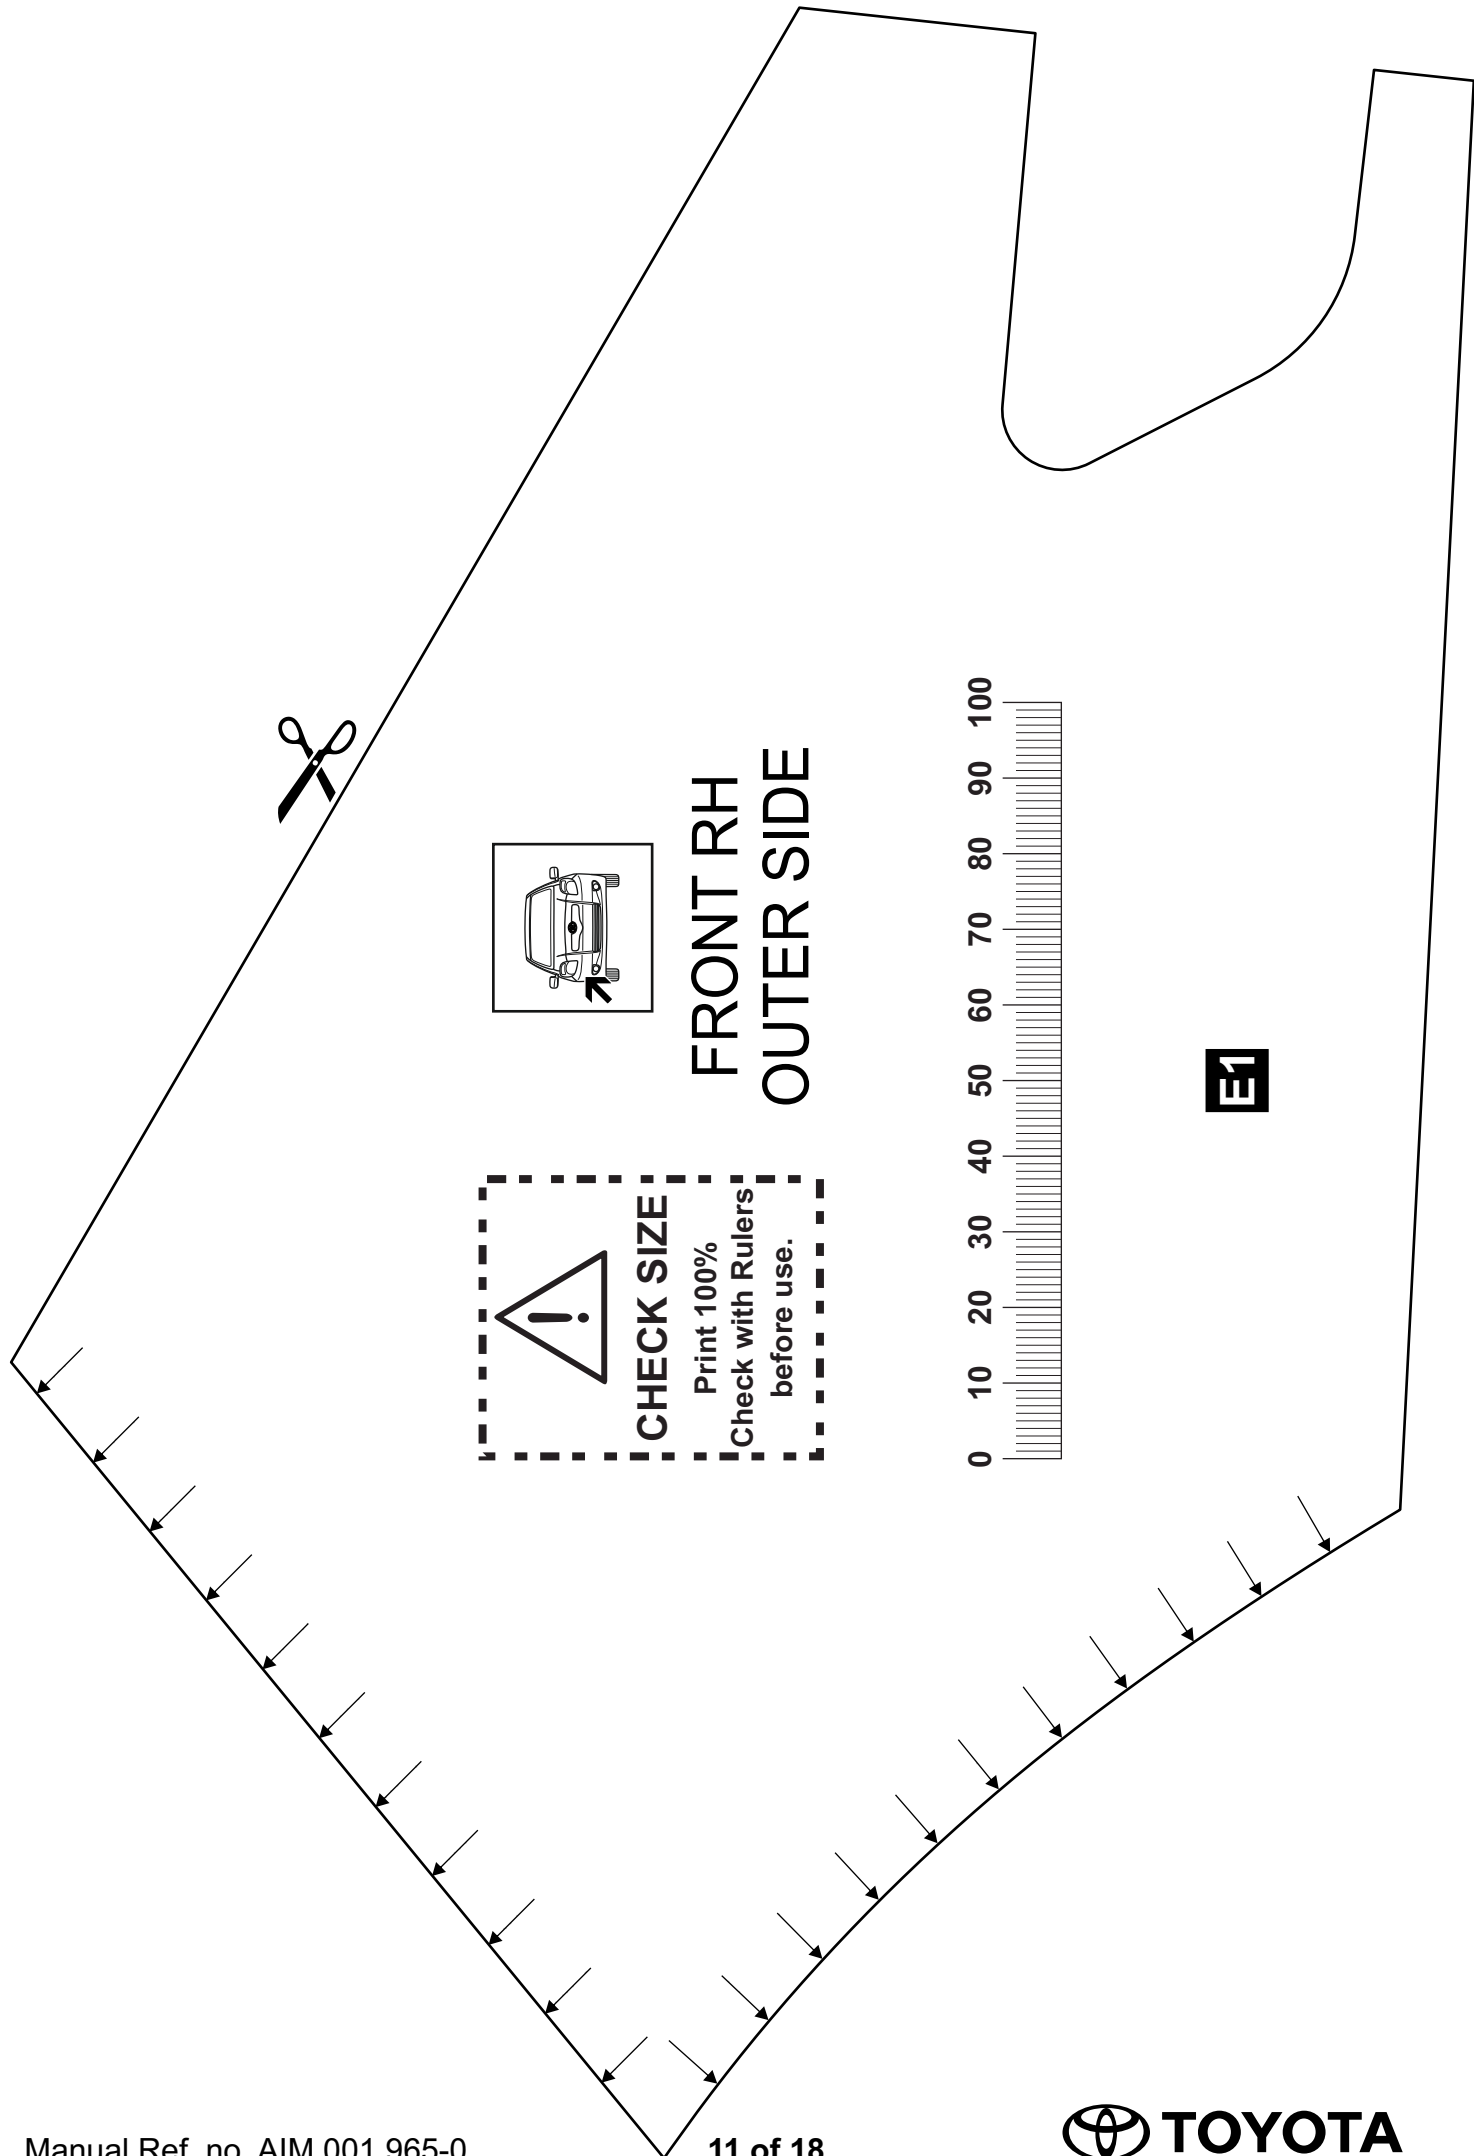 FRONT RH
OUTER SIDE
CHECK SIZE
Print 100%
Check with Rulers
before use.
0 10 20 30 40 50 60 70 80 90 100
E1
Manual Ref. no. AIM 001 965-0
11 of 18
TOYOTA